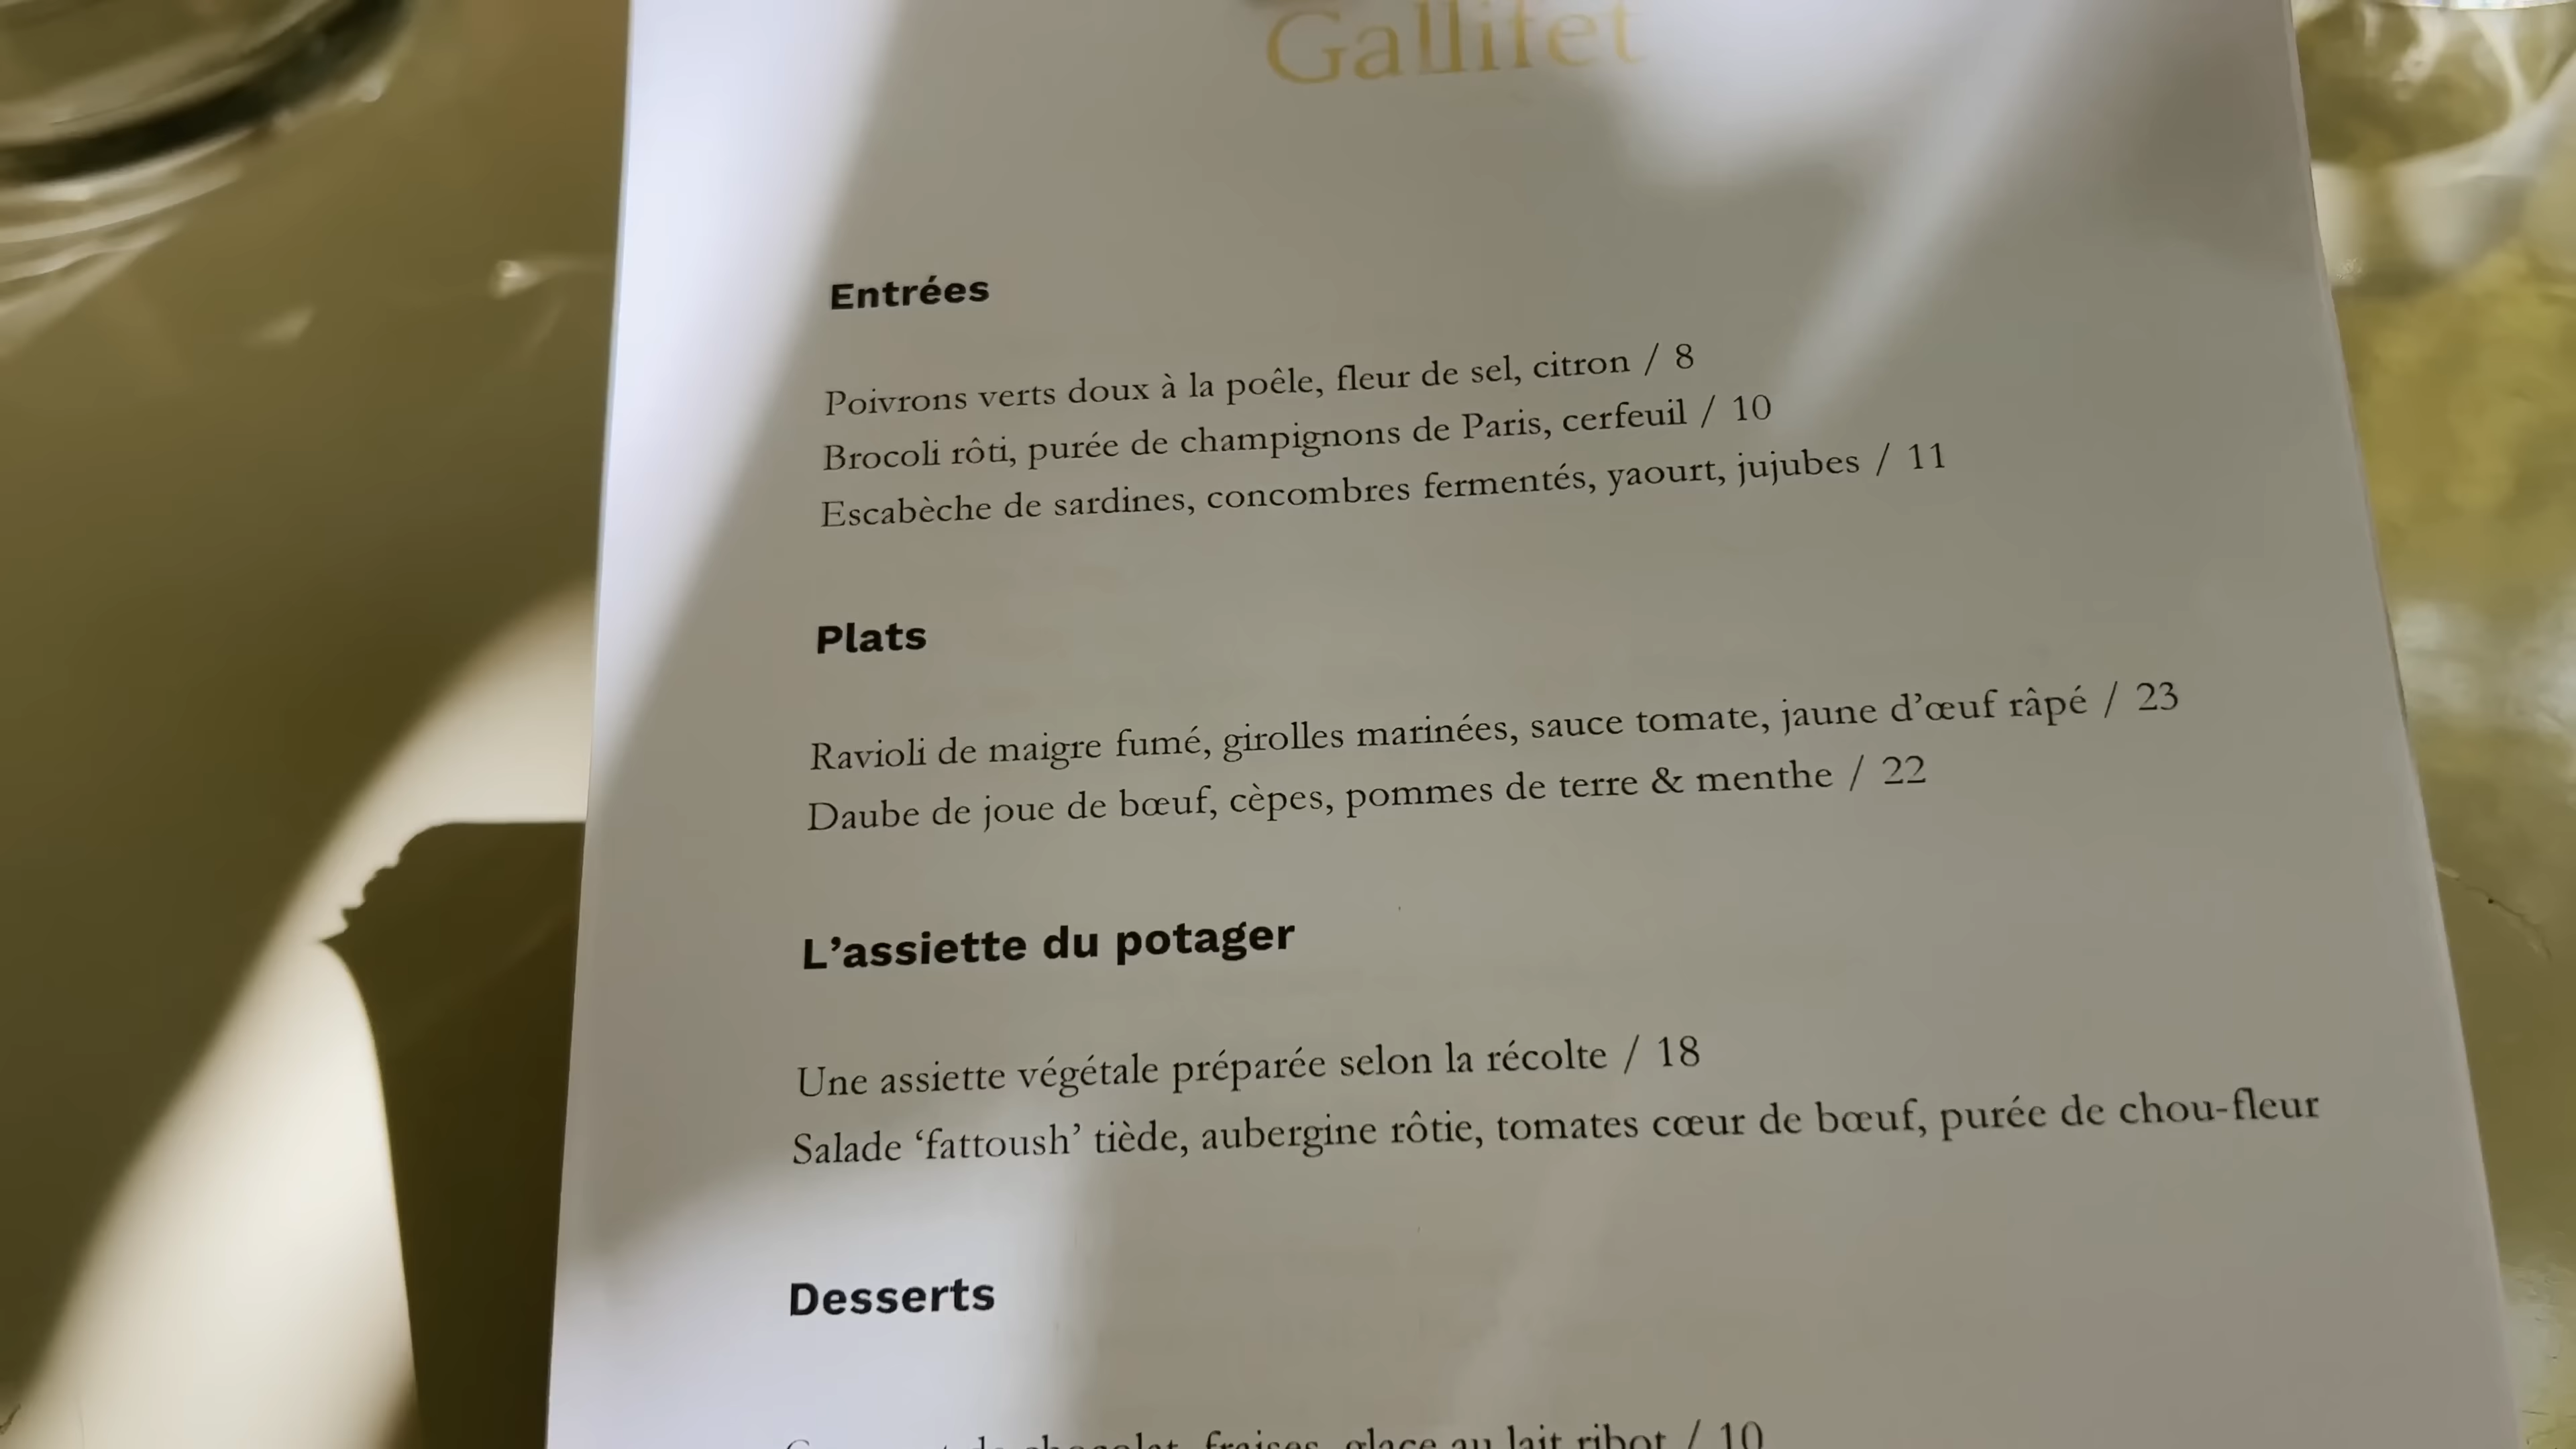 Gallifet
Entrées
Poivrons verts doux à la poêle, fleur de sel, citron / 8
Brocoli rôti, purée de champignons de Paris, cerfeuil / 10
Escabèche de sardines, concombres fermentés, yaourt, jujubes / 11
Plats
Ravioli de maigre fumé, girolles marinées, sauce tomate, jaune d’œuf râpé / 23
Daube de joue de bœuf, cèpes, pommes de terre & menthe / 22
L’assiette du potager
Une assiette végétale préparée selon la récolte / 18
Salade ‘fattoush’ tiède, aubergine rôtie, tomates cœur de bœuf, purée de chou-fleur
Desserts
chocolat, fraises, glace au lait ribot / 10